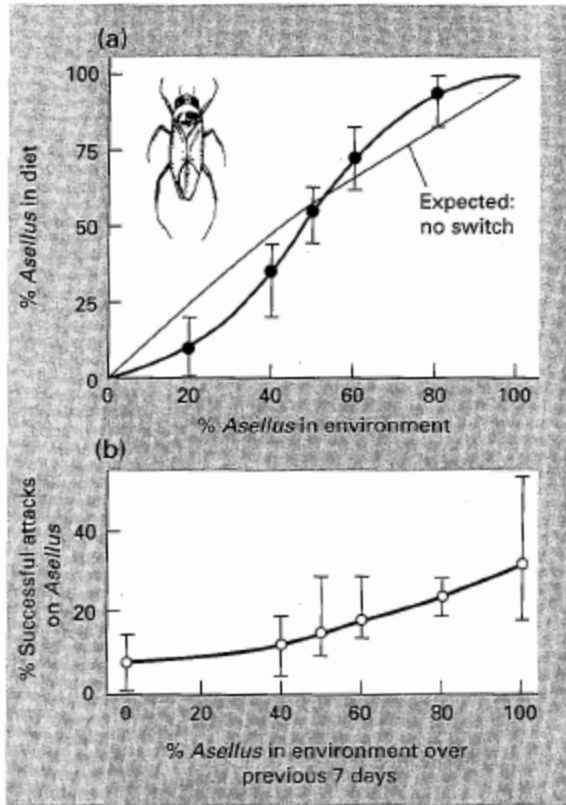 (a)
100
75
50
25
0
% Asellus in diet
Expected:
no switch
0 20 40 60 80 100
% Asellus in environment
(b)
40
20
0
% Successful attacks
on Asellus
0 20 40 60 80 100
% Asellus in environment over
previous 7 days